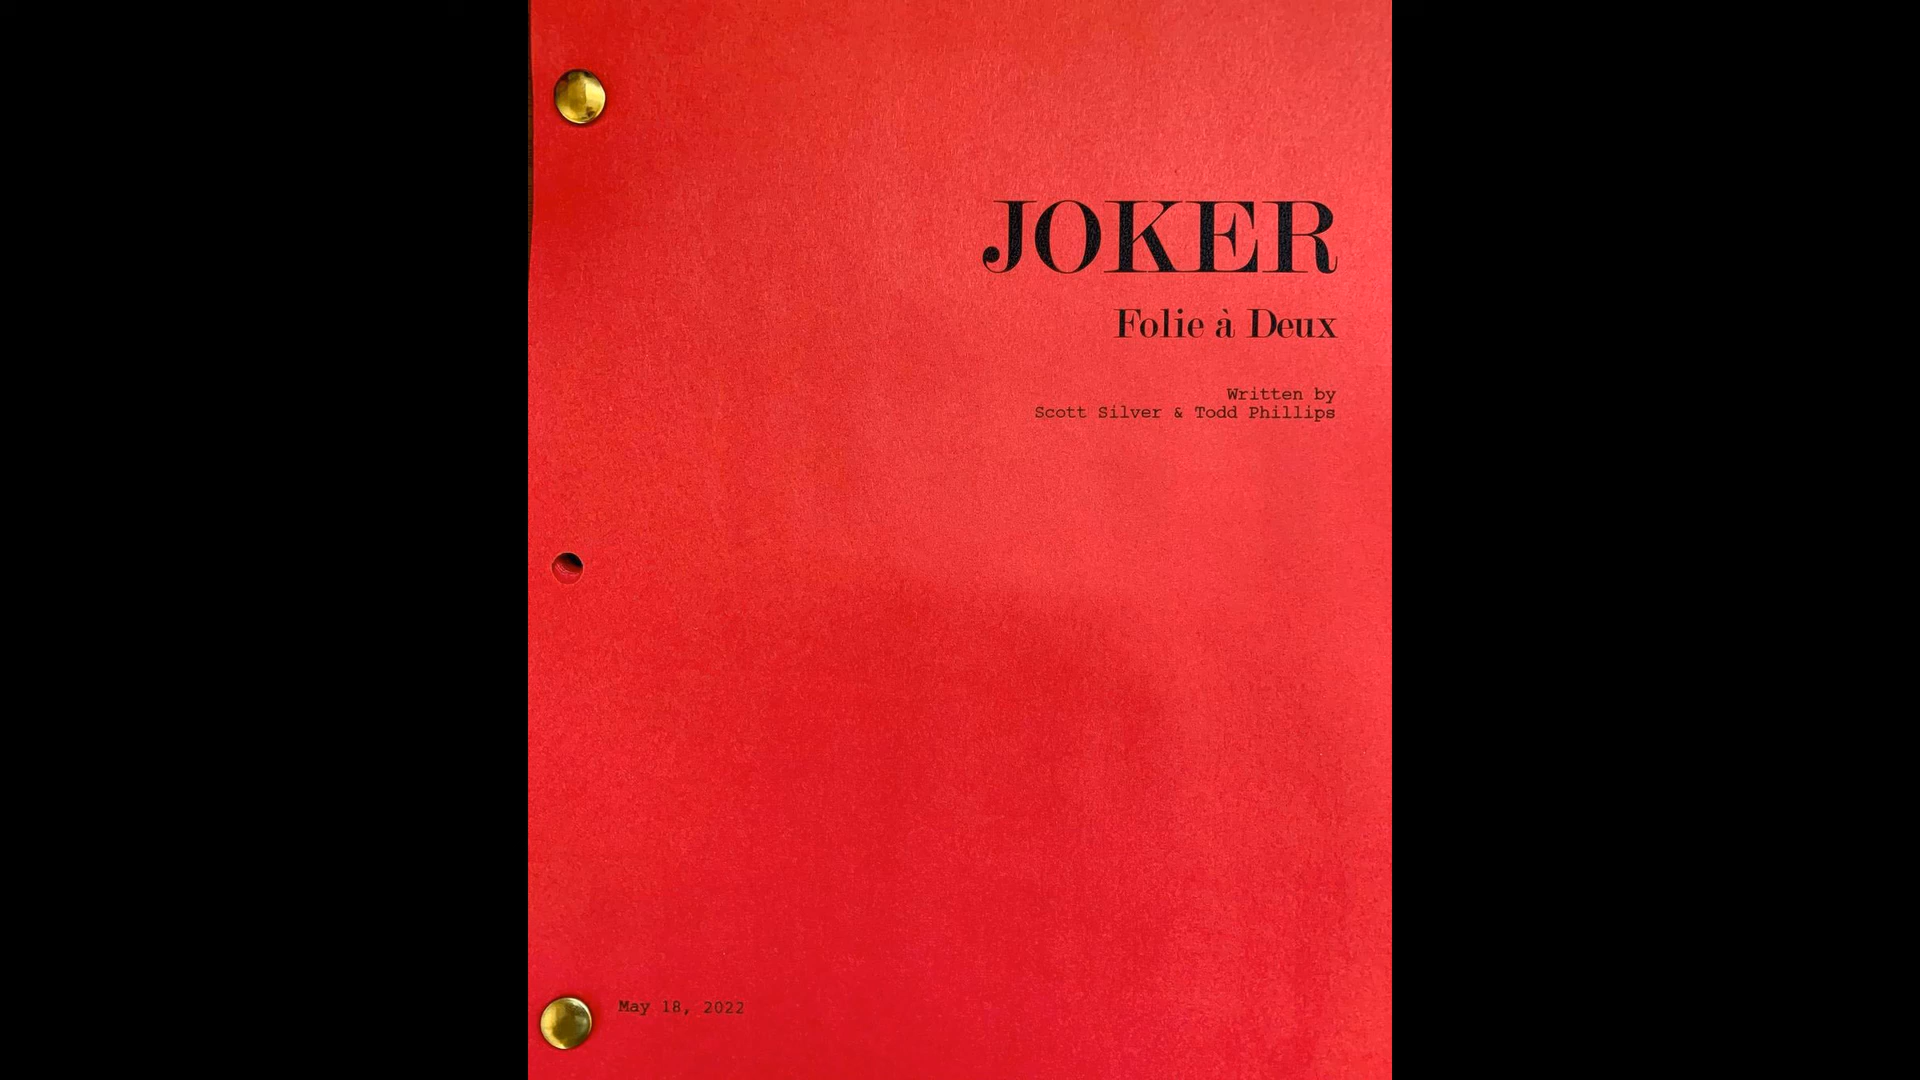 JOKER
Folie à Deux
Written by
Scott Silver & Todd Phillips
May 18, 2022